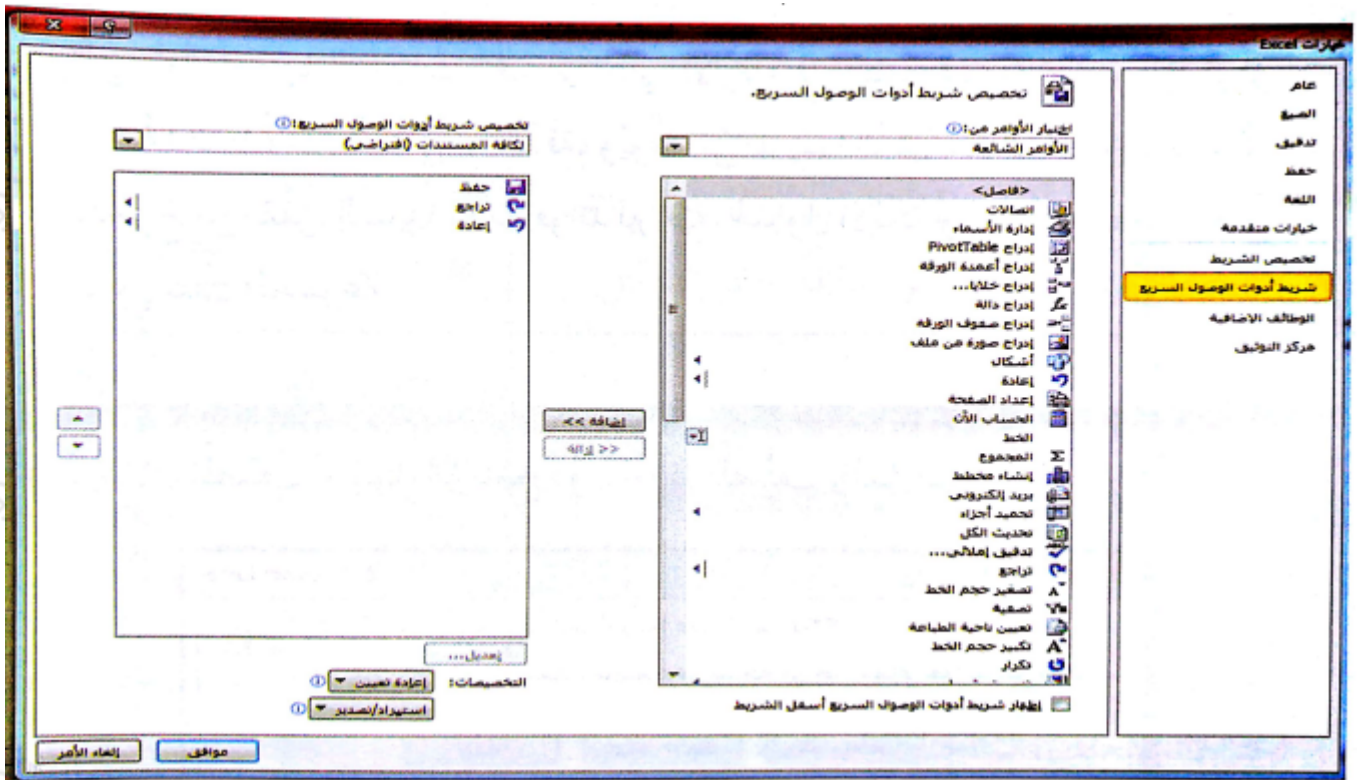 خيارات Excel
عام
الصيغ
تدقيق
حفظ
اللغة
خيارات متقدمة
تخصيص الشريط
شريط أدوات الوصول السريع
الوظائف الإضافية
مركز التوثيق
تخصيص شريط أدوات الوصول السريع.
اختيار الأوامر من:
الأوامر الشائعة
<فاصل>
اتصالات
إدارة الأسماء
إدراج PivotTable
إدراج أعمدة الورقة
إدراج خلايا...
إدراج دالة
إدراج صفوف الورقة
إدراج صورة من ملف
أشكال
إعادة
إعداد الصفحة
الخط
المجموع
إنشاء مخطط
بريد إلكتروني
تجميد أجزاء
تحديث الكل
تدقيق إملائي...
تراجع
تصغير حجم الخط
تصفية
تعيين ناحية الطباعة
تكبير حجم الخط
تكرار
إظهار شريط أدوات الوصول السريع أسفل الشريط
إضافة >>
<< إزالة
تخصيص شريط أدوات الوصول السريع:
لكافة المستندات (افتراضي)
حفظ
تراجع
إعادة
تعديل...
التخصيصات:
إعادة تعيين
استيراد/تصدير
موافق
إلغاء الأمر